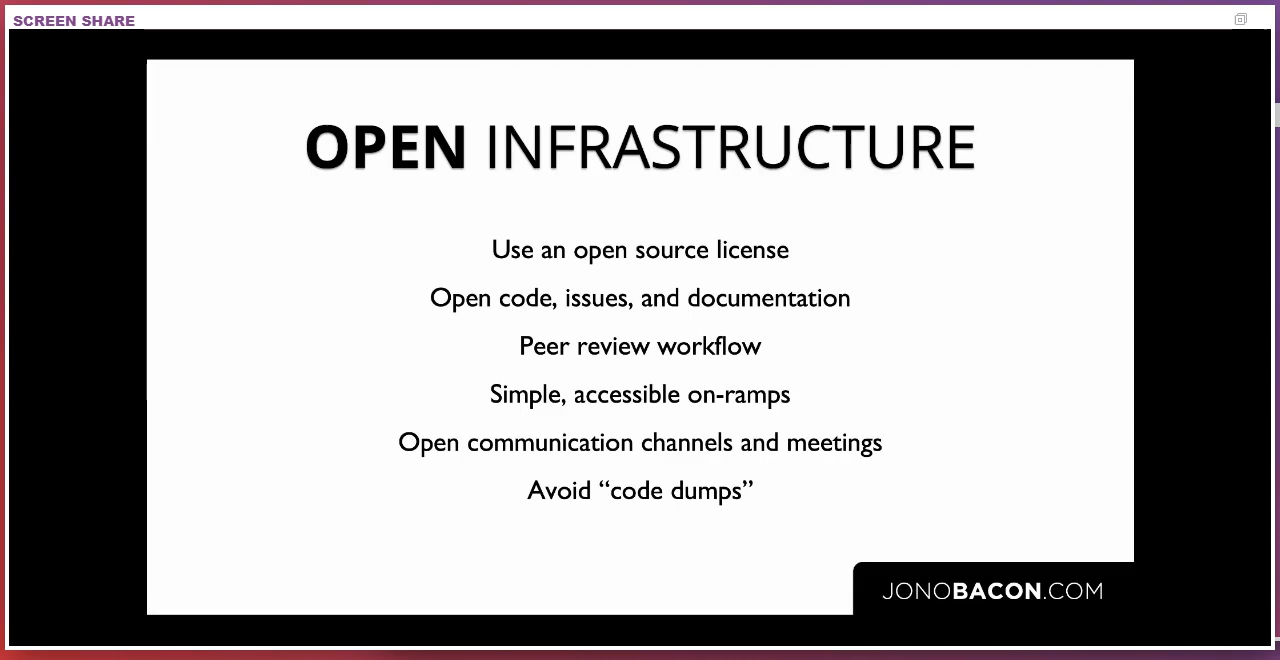 SCREEN SHARE
OPEN INFRASTRUCTURE
Use an open source license
Open code, issues, and documentation
Peer review workflow
Simple, accessible on-ramps
Open communication channels and meetings
Avoid “code dumps”
JONOBACON.COM